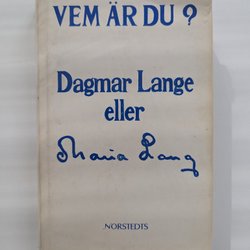 VEM ÄR DU?
Dagmar Lange
eller
Maria Lang
NORSTEDTS